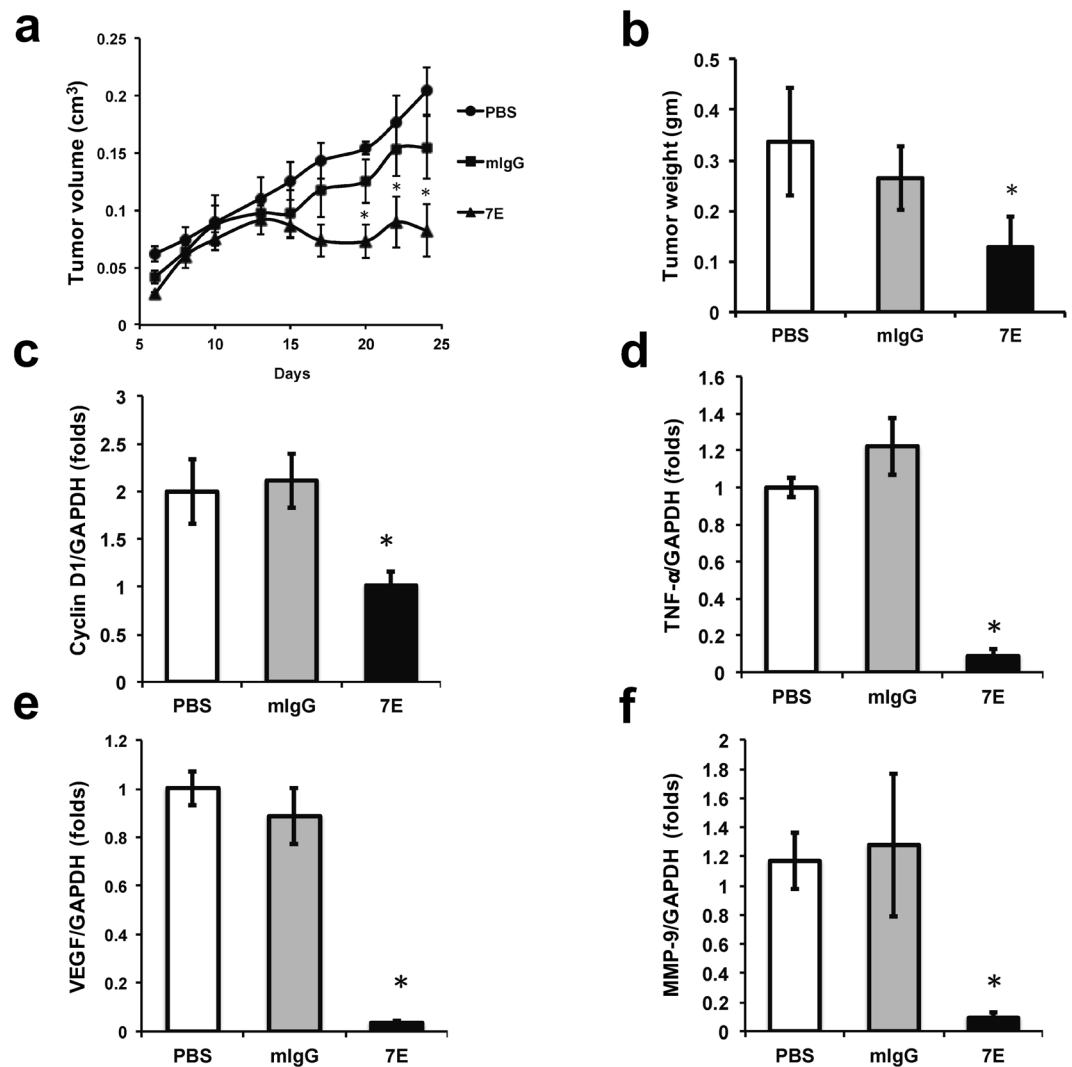 a
0.25
0.2
0.15
0.1
0.05
0
Tumor volume (cm³)
5
10
15
20
25
Days
PBS
mIgG
7E
*
*
*
b
0.5
0.4
0.3
0.2
0.1
0
Tumor weight (gm)
*
PBS
mIgG
7E
c
3
2.5
2
1.5
1
0.5
0
Cyclin D1/GAPDH (folds)
*
PBS
mIgG
7E
d
1.6
1.4
1.2
1
0.8
0.6
0.4
0.2
0
TNF-α/GAPDH (folds)
*
PBS
mIgG
7E
e
1.2
1
0.8
0.6
0.4
0.2
0
VEGF/GAPDH (folds)
*
PBS
mIgG
7E
f
2
1.8
1.6
1.4
1.2
1
0.8
0.6
0.4
0.2
0
MMP-9/GAPDH (folds)
*
PBS
mIgG
7E